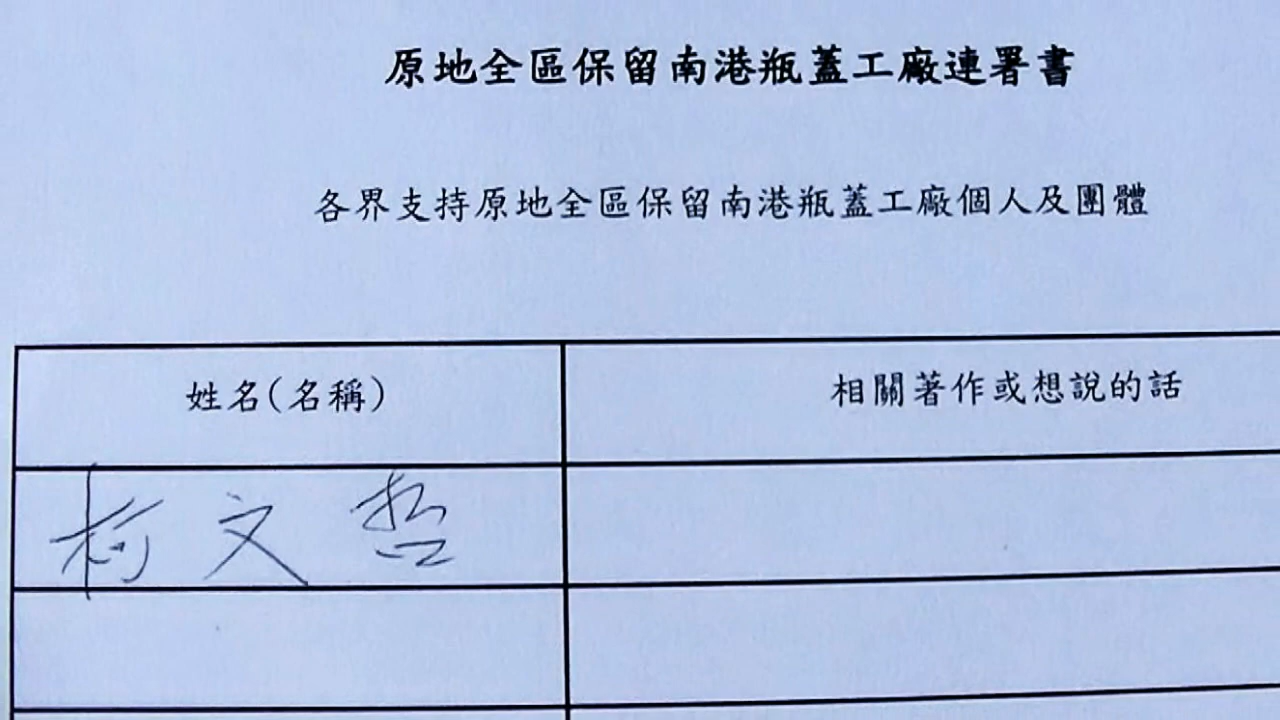 原地全區保留南港瓶蓋工廠連署書
各界支持原地全區保留南港瓶蓋工廠個人及團體
姓名(名稱)
相關著作或想說的話
柯文哲